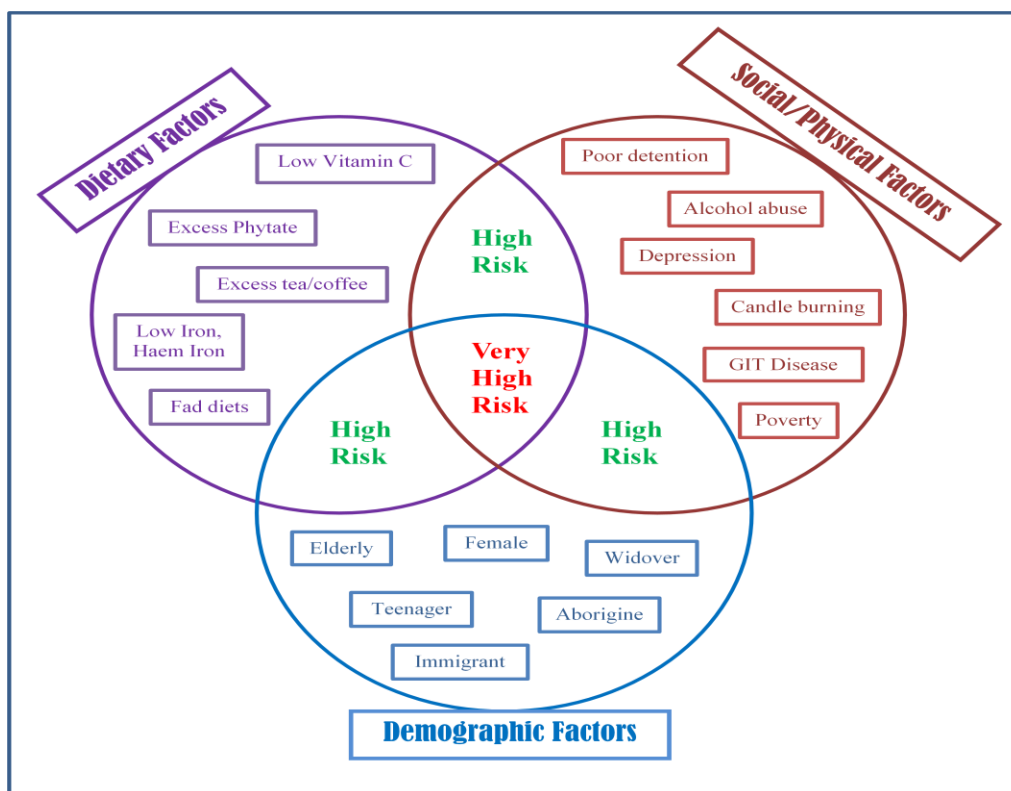 Dietary Factors
Social/Physical Factors
Low Vitamin C
Excess Phytate
Excess tea/coffee
Low Iron,
Haem Iron
Fad diets
High
Risk
Poor detention
Alcohol abuse
Depression
Candle burning
GIT Disease
Poverty
Very
High
Risk
High
Risk
High
Risk
Elderly
Female
Widover
Teenager
Aborigine
Immigrant
Demographic Factors